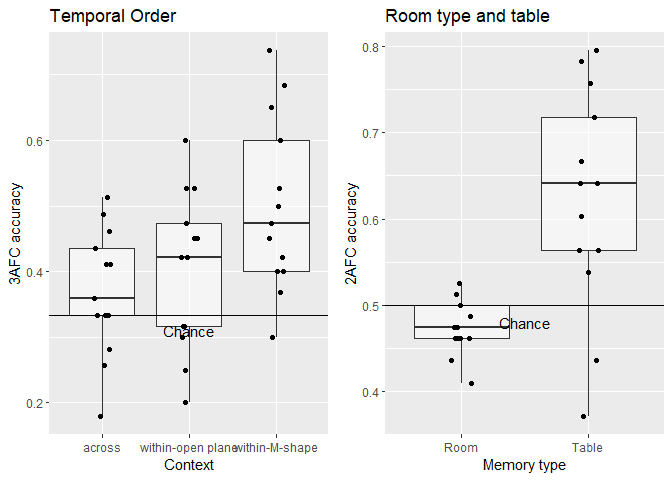 Temporal Order
3AFC accuracy
0.6
0.4
0.2
Chance
across
within-open plane
within-M-shape
Context
Room type and table
2AFC accuracy
0.8
0.7
0.6
0.5
0.4
Chance
Room
Table
Memory type